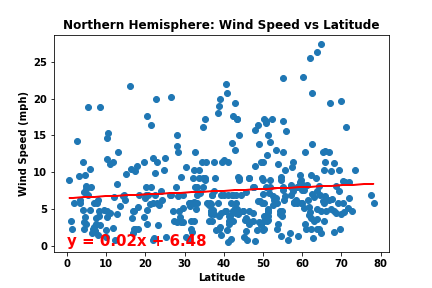 Northern Hemisphere: Wind Speed vs Latitude
Wind Speed (mph)
25
20
15
10
5
0
y = 0.02x + 6.48
0 10 20 30 40 50 60 70 80
Latitude